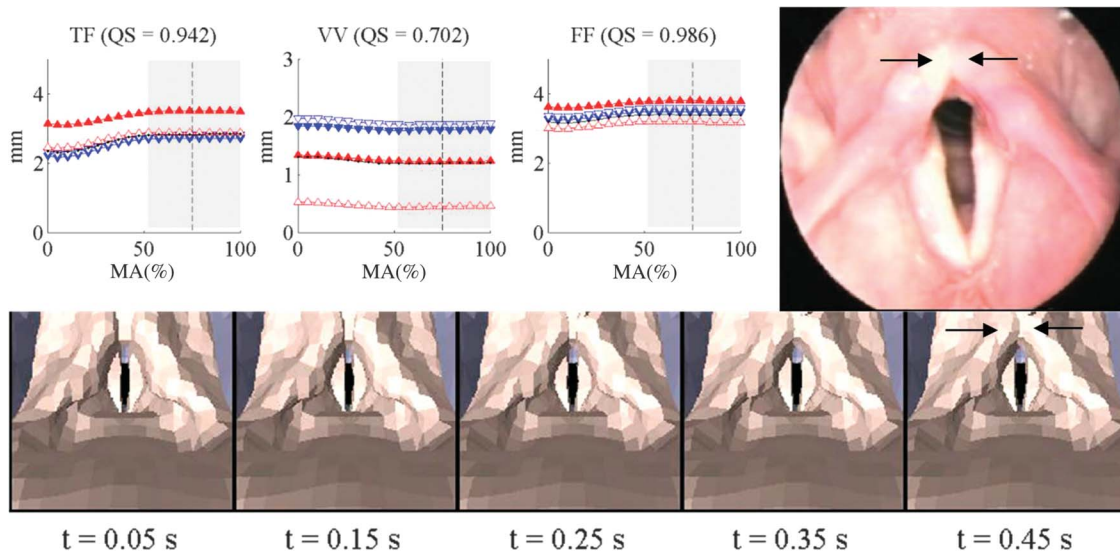 TF (QS = 0.942)
4
2
0
mm
0 50 100
MA(%)
VV (QS = 0.702)
3
2
1
0
mm
0 50 100
MA(%)
FF (QS = 0.986)
4
2
0
mm
0 50 100
MA(%)
t = 0.05 s
t = 0.15 s
t = 0.25 s
t = 0.35 s
t = 0.45 s